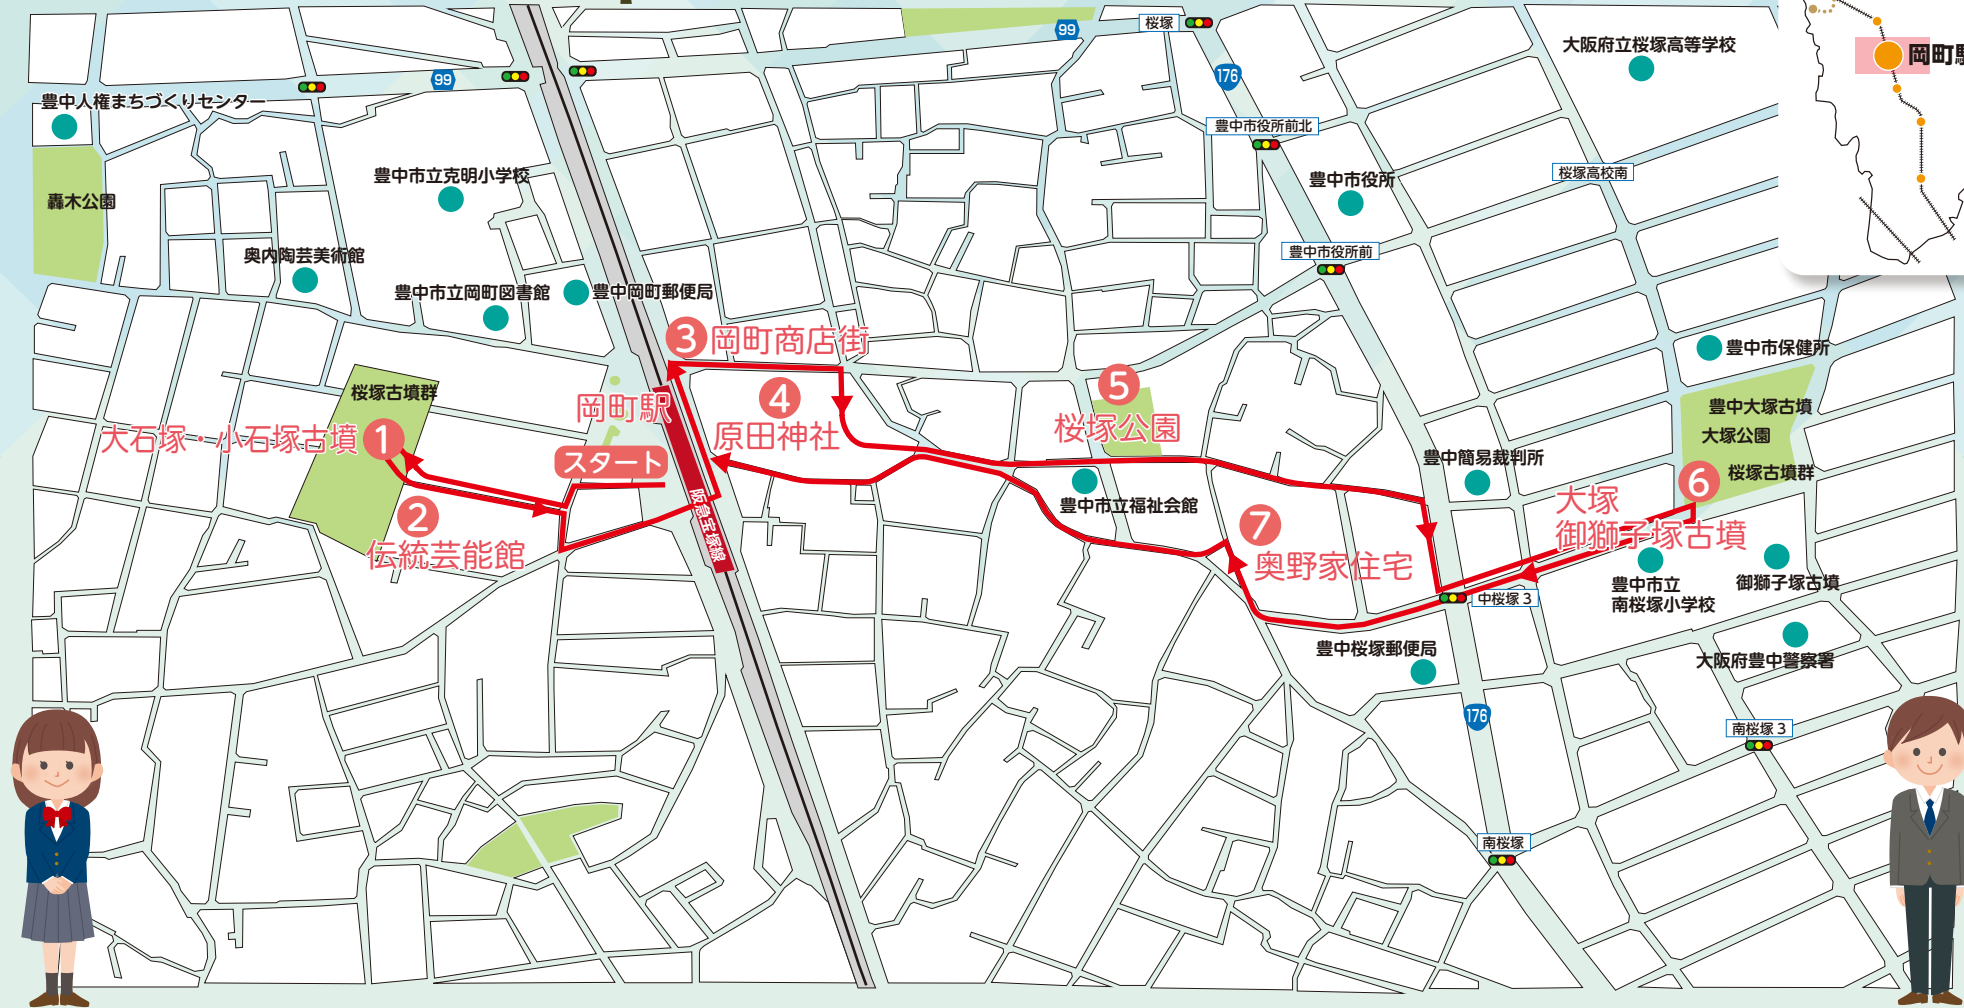 99
桜塚
99
176
大阪府立桜塚高等学校
岡町駅
豊中人権まちづくりセンター
豊中市役所前北
轟木公園
豊中市立克明小学校
豊中市役所
桜塚高校南
奥内陶芸美術館
豊中市役所前
豊中市立岡町図書館
豊中岡町郵便局
3 岡町商店街
豊中市保健所
桜塚古墳群
岡町駅
4
原田神社
5
桜塚公園
豊中大塚古墳
大塚公園
桜塚古墳群
大石塚・小石塚古墳 1
スタート
阪急宝塚線
豊中簡易裁判所
豊中市立福祉会館
6
大塚
御獅子塚古墳
2
伝統芸能館
7
奥野家住宅
中桜塚 3
豊中市立
南桜塚小学校
御獅子塚古墳
豊中桜塚郵便局
大阪府豊中警察署
176
南桜塚 3
南桜塚